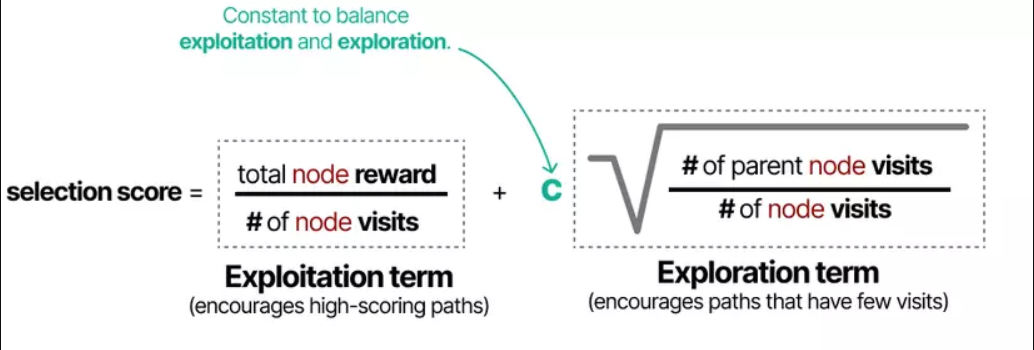 Constant to balance
exploitation and exploration.
selection score =
total node reward
# of node visits
+
C
# of parent node visits
# of node visits
Exploitation term
(encourages high-scoring paths)
Exploration term
(encourages paths that have few visits)